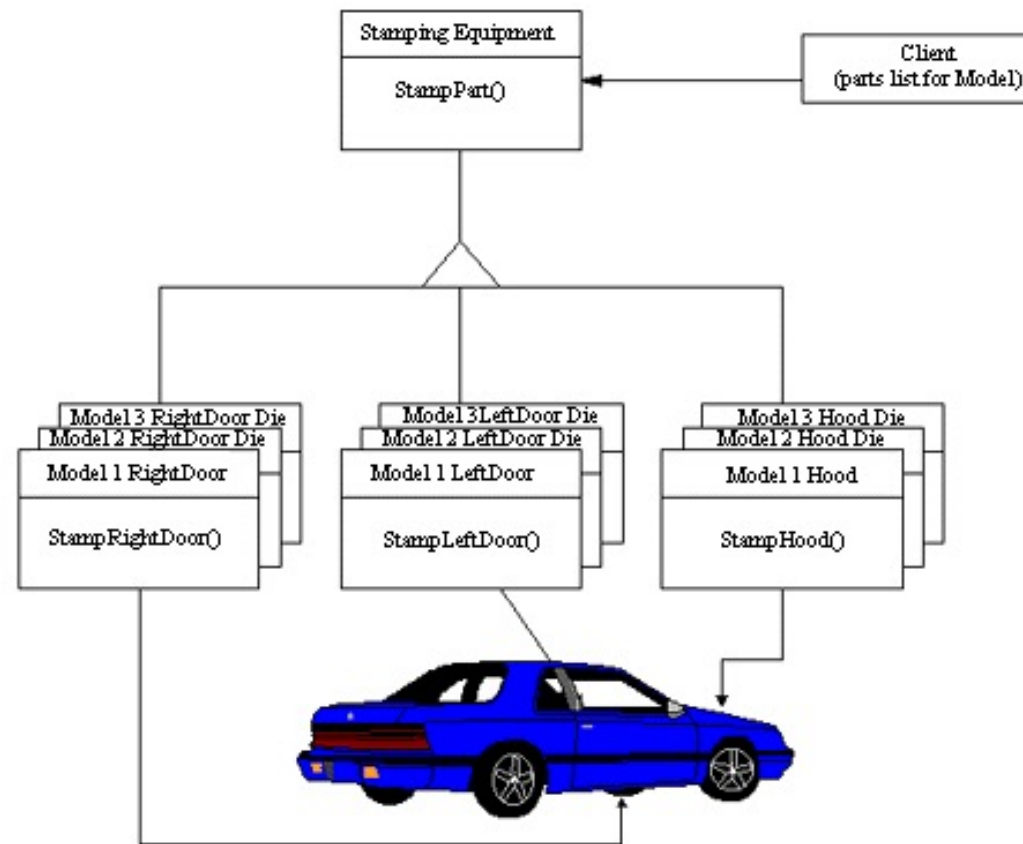 Stamping Equipment
StampPart()
Client
(parts list for Model)
Model 3 RightDoor Die
Model 2 RightDoor Die
Model 1 RightDoor
StampRightDoor()
Model 3 LeftDoor Die
Model 2 LeftDoor Die
Model 1 LeftDoor
StampLeftDoor()
Model 3 Hood Die
Model 2 Hood Die
Model 1 Hood
StampHood()